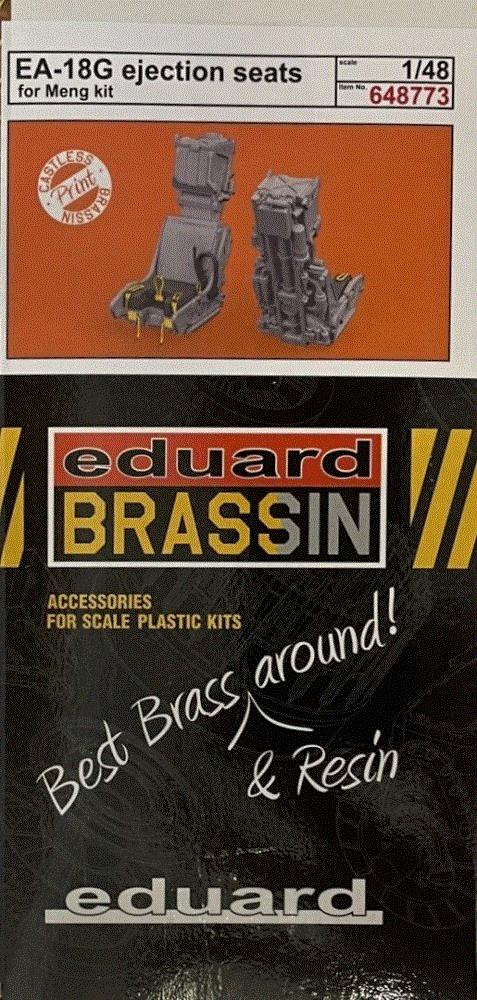 EA-18G ejection seats
for Meng kit
scale
1/48
Item No.
648773
CASTLESS
Print
BRASSIN
eduard
BRASSIN
ACCESSORIES
FOR SCALE PLASTIC KITS
Best Brass around!
& Resin
eduard